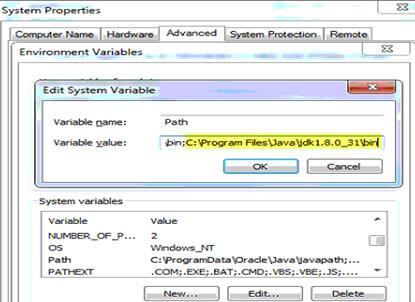 System Properties
Computer Name Hardware Advanced System Protection Remote
Environment Variables
Edit System Variable
Variable name: Path
Variable value: \bin;C:\Program Files\Java\jdk1.8.0_31\bin
OK Cancel
System variables
Variable Value
NUMBER_OF_P... 2
OS Windows_NT
Path C:\ProgramData\Oracle\Java\javapath;...
PATHEXT .COM;.EXE;.BAT;.CMD;.VBS;.VBE;.JS;....
New... Edit... Delete